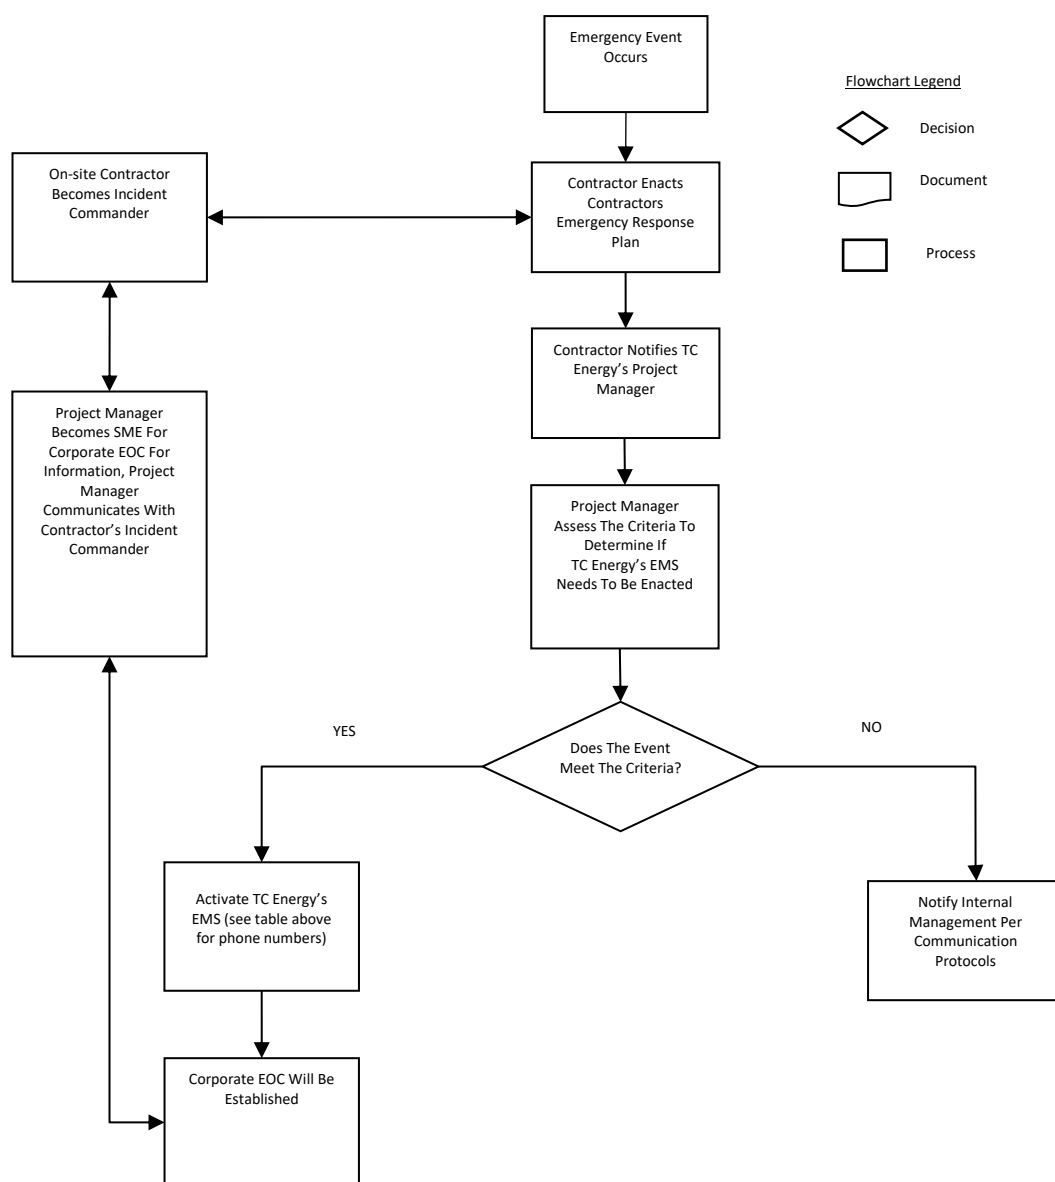 Emergency Event
Occurs
Flowchart Legend
Decision
Document
Process
On-site Contractor
Becomes Incident
Commander
Contractor Enacts
Contractors
Emergency Response
Plan
Contractor Notifies TC
Energy’s Project
Manager
Project Manager
Becomes SME For
Corporate EOC For
Information, Project
Manager
Communicates With
Contractor’s Incident
Commander
Project Manager
Assess The Criteria To
Determine If
TC Energy’s EMS
Needs To Be Enacted
YES
NO
Does The Event
Meet The Criteria?
Activate TC Energy’s
EMS (see table above
for phone numbers)
Notify Internal
Management Per
Communication
Protocols
Corporate EOC Will Be
Established